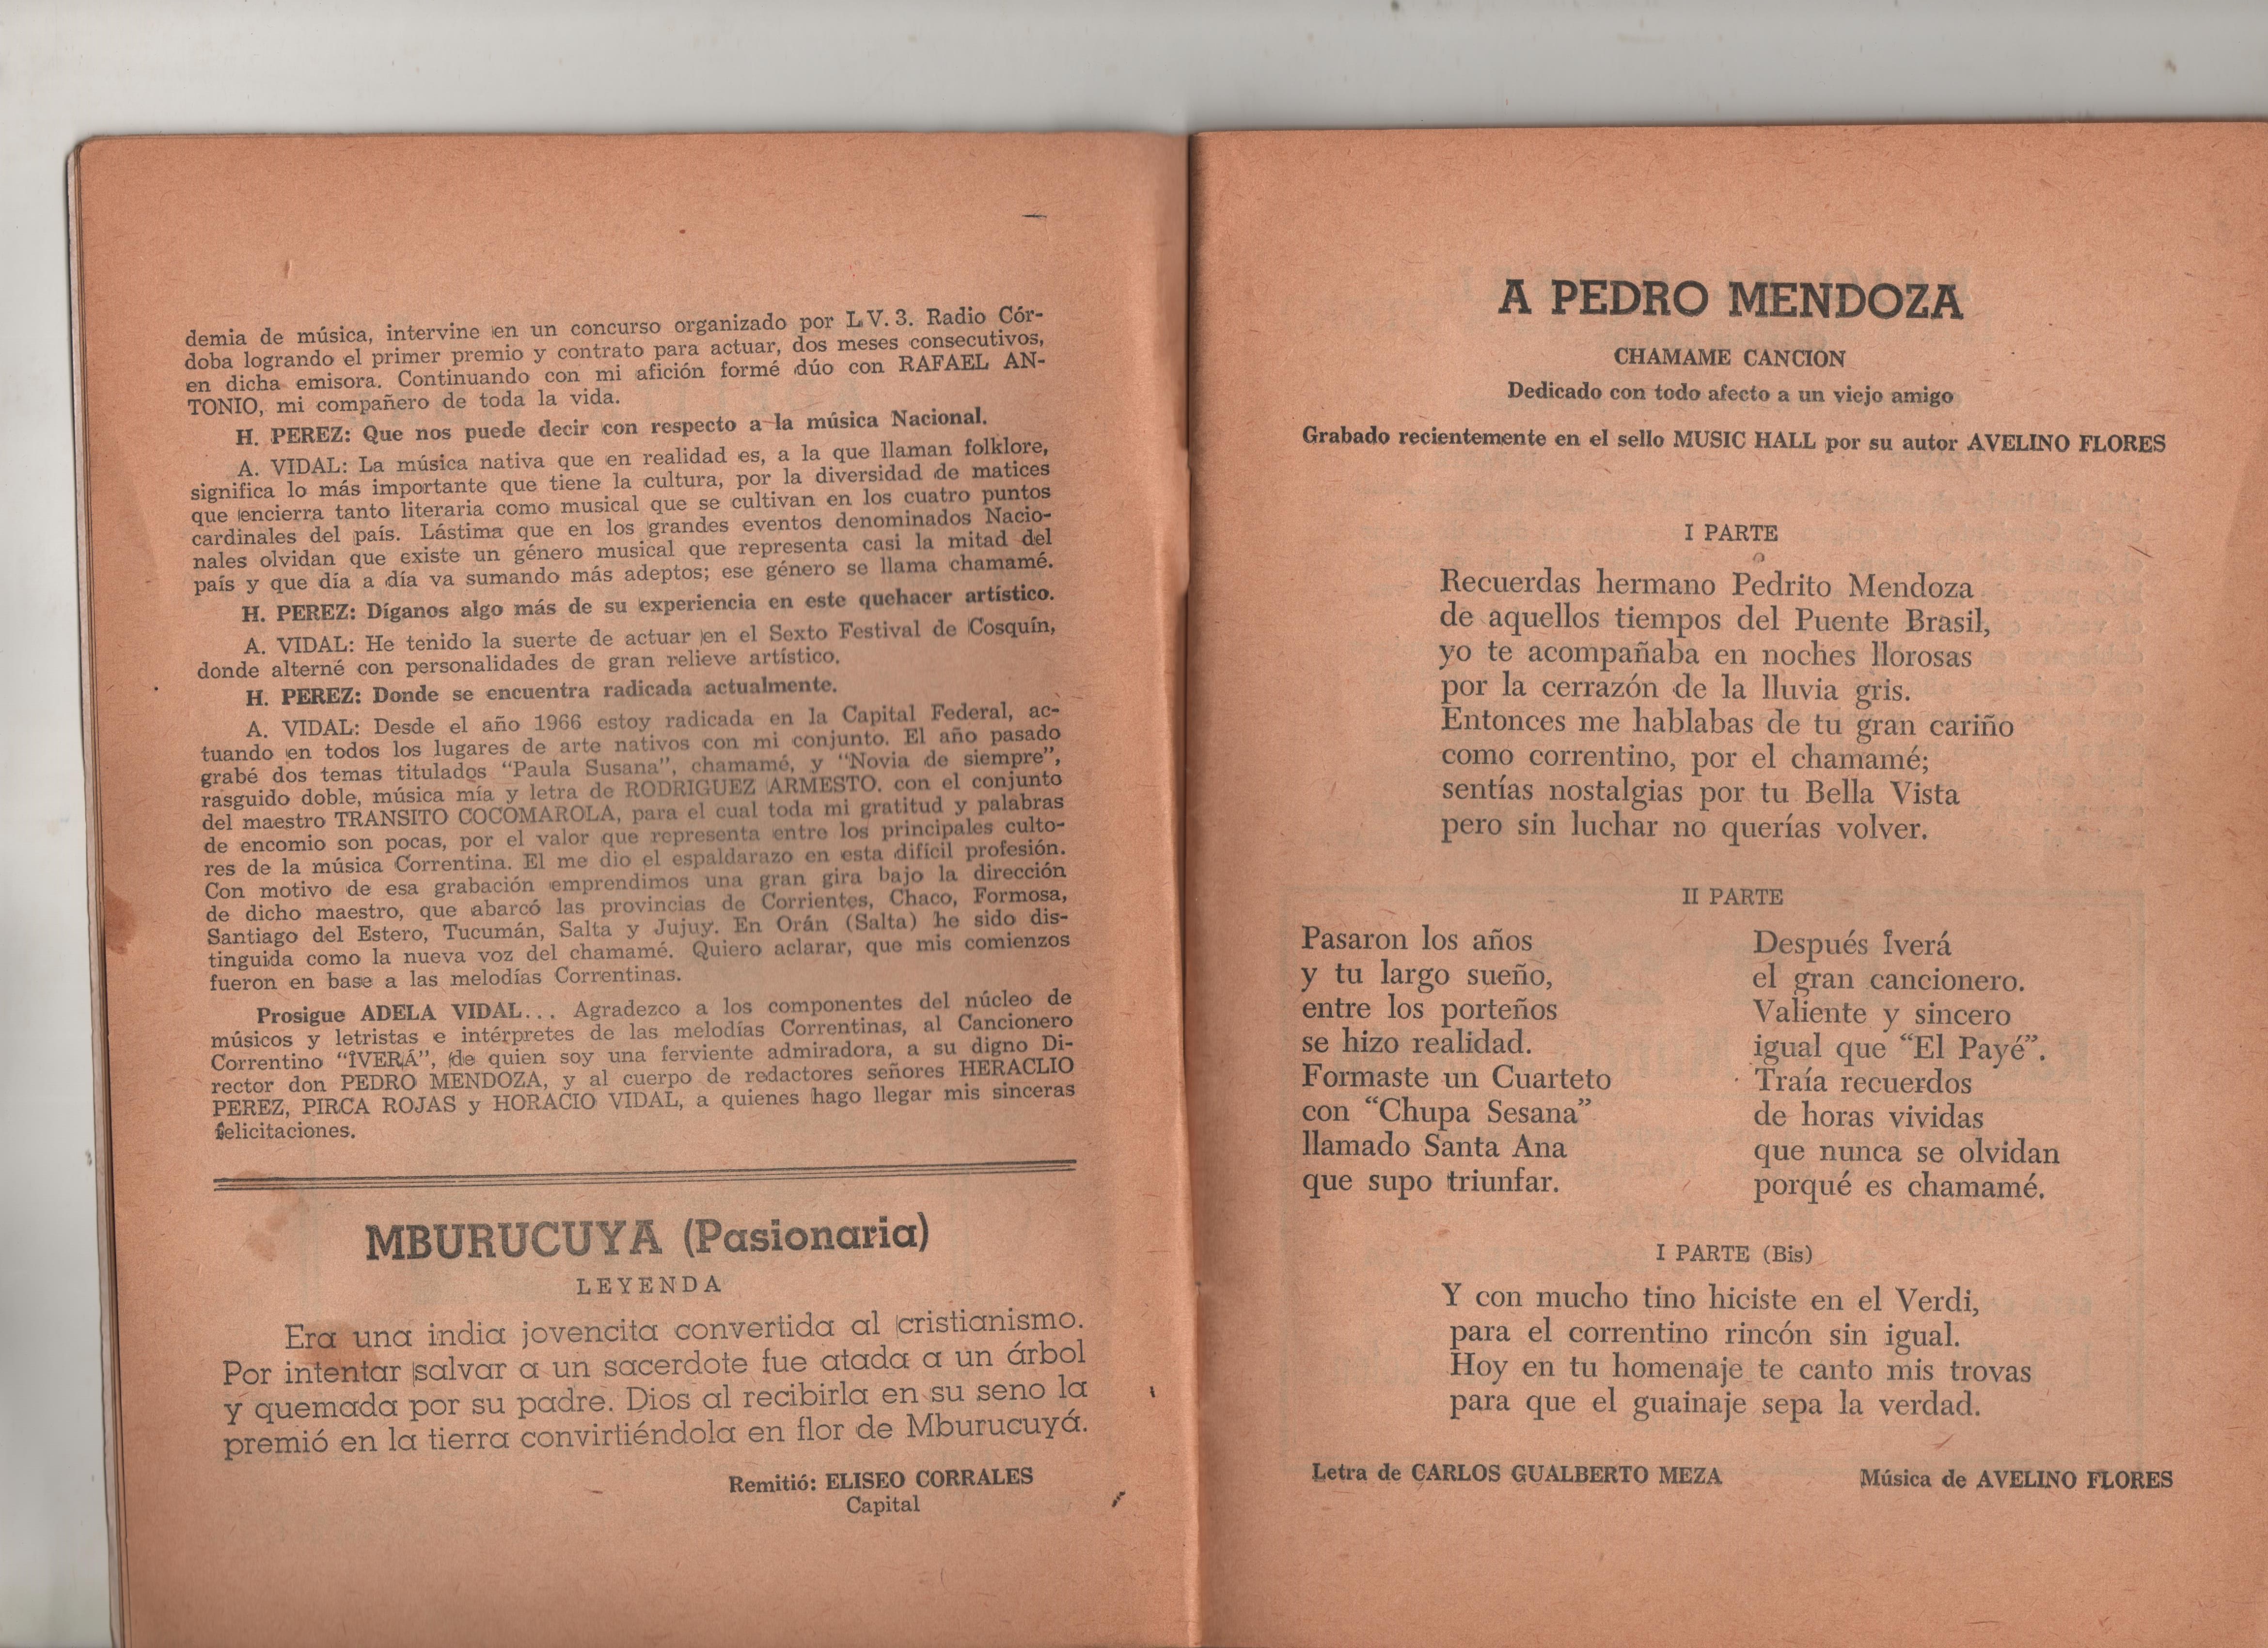 demia de música, intervine en un concurso organizado por L.V. 3. Radio Cór-
doba logrando el primer premio y contrato para actuar, dos meses consecutivos,
en dicha emisora. Continuando con mi afición formé dúo con RAFAEL AN-
TONIO, mi compañero de toda la vida.
H. PEREZ: Que nos puede decir con respecto a la música Nacional.
A. VIDAL: La música nativa que en realidad es, a la que llaman folklore,
significa lo más importante que tiene la cultura, por la diversidad de matices
que encierra tanto literaria como musical que se cultivan en los cuatro puntos
cardinales del país. Lástima que en los grandes eventos denominados Nacio-
nales olvidan que existe un género musical que representa casi la mitad del
país y que día a día va sumando más adeptos; ese género se llama chamamé.
H. PEREZ: Díganos algo más de su experiencia en este quehacer artístico.
A. VIDAL: He tenido la suerte de actuar en el Sexto Festival de Cosquín,
donde alterné con personalidades de gran relieve artístico.
H. PEREZ: Donde se encuentra radicada actualmente.
A. VIDAL: Desde el año 1966 estoy radicada en la Capital Federal, ac-
tuando en todos los lugares de arte nativos con mi conjunto. El año pasado
grabé dos temas titulados “Paula Susana”, chamamé, y “Novia de siempre”,
rasguido doble, música mía y letra de RODRIGUEZ ARMESTO. con el conjunto
del maestro TRANSITO COCOMAROLA, para el cual toda mi gratitud y palabras
de encomio son pocas, por el valor que representa entre los principales culto-
res de la música Correntina. El me dio el espaldarazo en esta difícil profesión.
Con motivo de esa grabación emprendimos una gran gira bajo la dirección
de dicho maestro, que abarcó las provincias de Corrientes, Chaco, Formosa,
Santiago del Estero, Tucumán, Salta y Jujuy. En Orán (Salta) he sido dis-
tinguida como la nueva voz del chamamé. Quiero aclarar, que mis comienzos
fueron en base a las melodías Correntinas.
Prosigue ADELA VIDAL... Agradezco a los componentes del núcleo de
músicos y letristas e intérpretes de las melodías Correntinas, al Cancionero
Correntino “ÎVERÁ”, de quien soy una ferviente admiradora, a su digno Di-
rector don PEDRO MENDOZA, y al cuerpo de redactores señores HERACLIO
PEREZ, PIRCA ROJAS y HORACIO VIDAL, a quienes hago llegar mis sinceras
felicitaciones.
MBURUCUYA (Pasionaria)
LEYENDA
Era una india jovencita convertida al cristianismo.
Por intentar salvar a un sacerdote fue atada a un árbol
y quemada por su padre. Dios al recibirla en su seno la
premió en la tierra convirtiéndola en flor de Mburucuyá.
Remitió: ELISEO CORRALES
Capital
A PEDRO MENDOZA
CHAMAME CANCION
Dedicado con todo afecto a un viejo amigo
Grabado recientemente en el sello MUSIC HALL por su autor AVELINO FLORES
I PARTE
Recuerdas hermano Pedrito Mendoza
de aquellos tiempos del Puente Brasil,
yo te acompañaba en noches llorosas
por la cerrazón de la lluvia gris.
Entonces me hablabas de tu gran cariño
como correntino, por el chamamé;
sentías nostalgias por tu Bella Vista
pero sin luchar no querías volver.
II PARTE
Pasaron los años
y tu largo sueño,
entre los porteños
se hizo realidad.
Formaste un Cuarteto
con “Chupa Sesana”
llamado Santa Ana
que supo triunfar.
Después Îverá
el gran cancionero.
Valiente y sincero
igual que “El Payé”.
Traía recuerdos
de horas vividas
que nunca se olvidan
porqué es chamamé.
I PARTE (Bis)
Y con mucho tino hiciste en el Verdi,
para el correntino rincón sin igual.
Hoy en tu homenaje te canto mis trovas
para que el guainaje sepa la verdad.
Letra de CARLOS GUALBERTO MEZA
Música de AVELINO FLORES